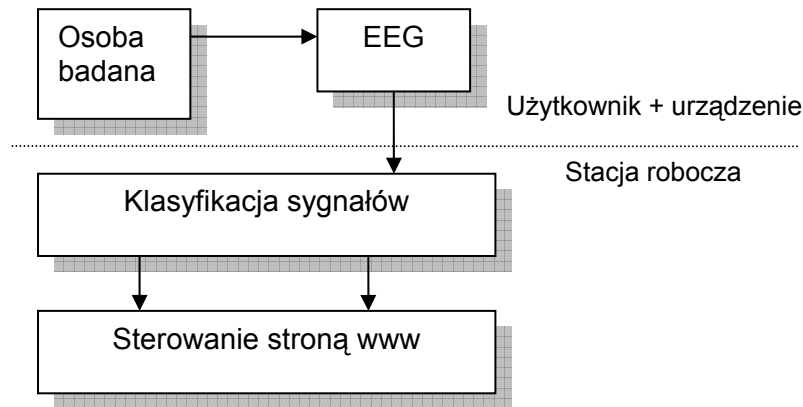 Osoba
badana
EEG
Użytkownik + urządzenie
Stacja robocza
Klasyfikacja sygnałów
Sterowanie stroną www